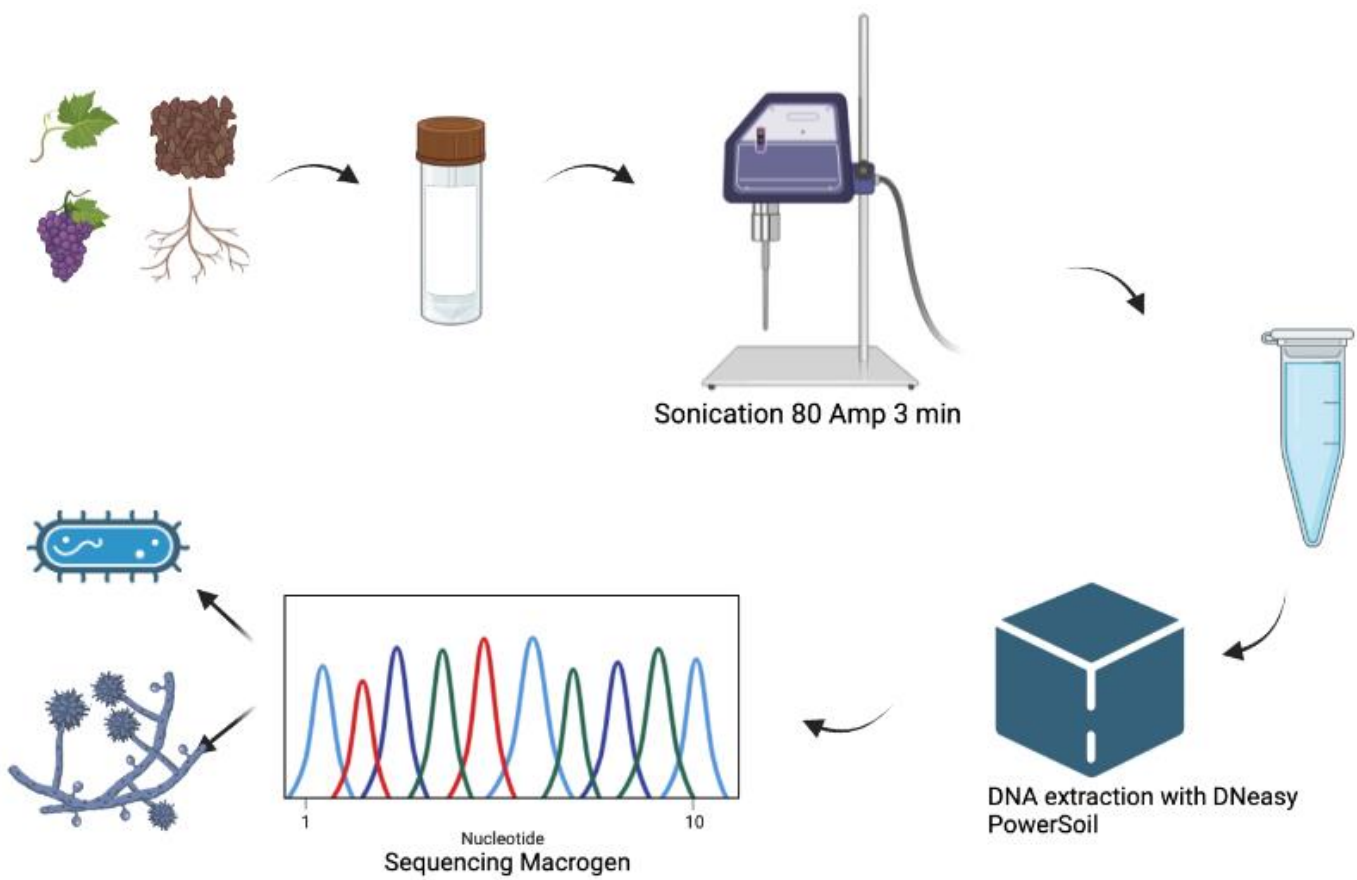 Sonication 80 Amp 3 min
DNA extraction with DNeasy
PowerSoil
1
10
Nucleotide
Sequencing Macrogen